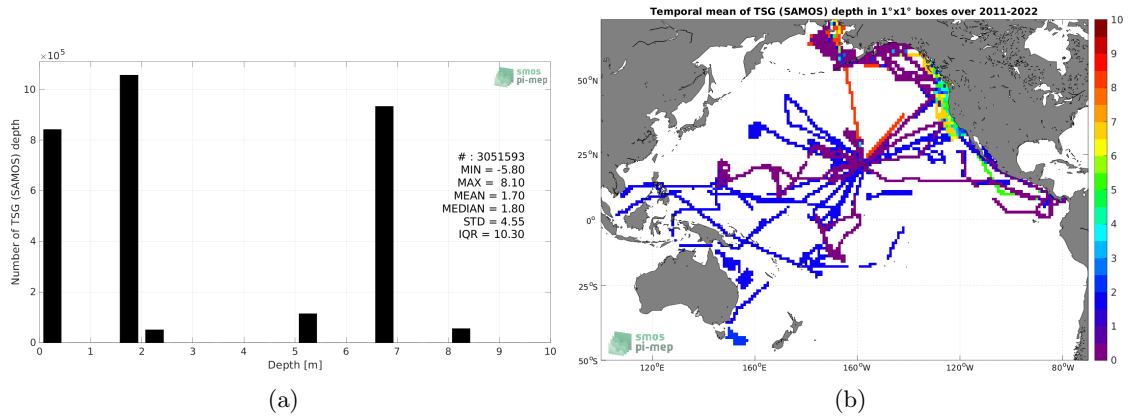 ×10⁵
smos
pi-mep
10
8
6
4
2
0
Number of TSG (SAMOS) depth
# : 3051593
MIN = -5.80
MAX = 8.10
MEAN = 1.70
MEDIAN = 1.80
STD = 4.55
IQR = 10.30
0 1 2 3 4 5 6 7 8 9 10
Depth [m]
(a)
Temporal mean of TSG (SAMOS) depth in 1°x1° boxes over 2011-2022
50°N
25°N
0°
25°S
50°S
smos
pi-mep
120°E 160°E 160°W 120°W 80°W
10
9
8
7
6
5
4
3
2
1
0
(b)